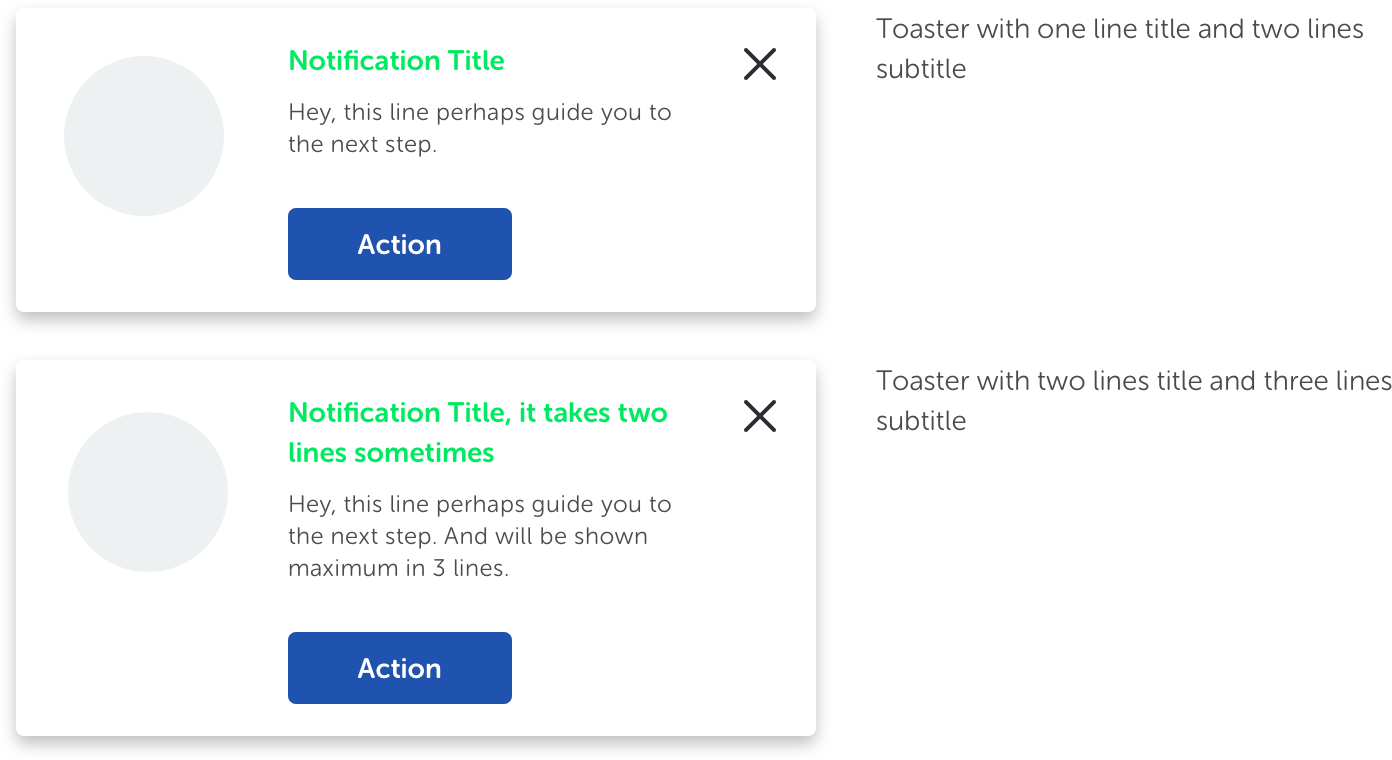 Notification Title
Hey, this line perhaps guide you to
the next step.
Action
Toaster with one line title and two lines
subtitle
Notification Title, it takes two
lines sometimes
Hey, this line perhaps guide you to
the next step. And will be shown
maximum in 3 lines.
Action
Toaster with two lines title and three lines
subtitle